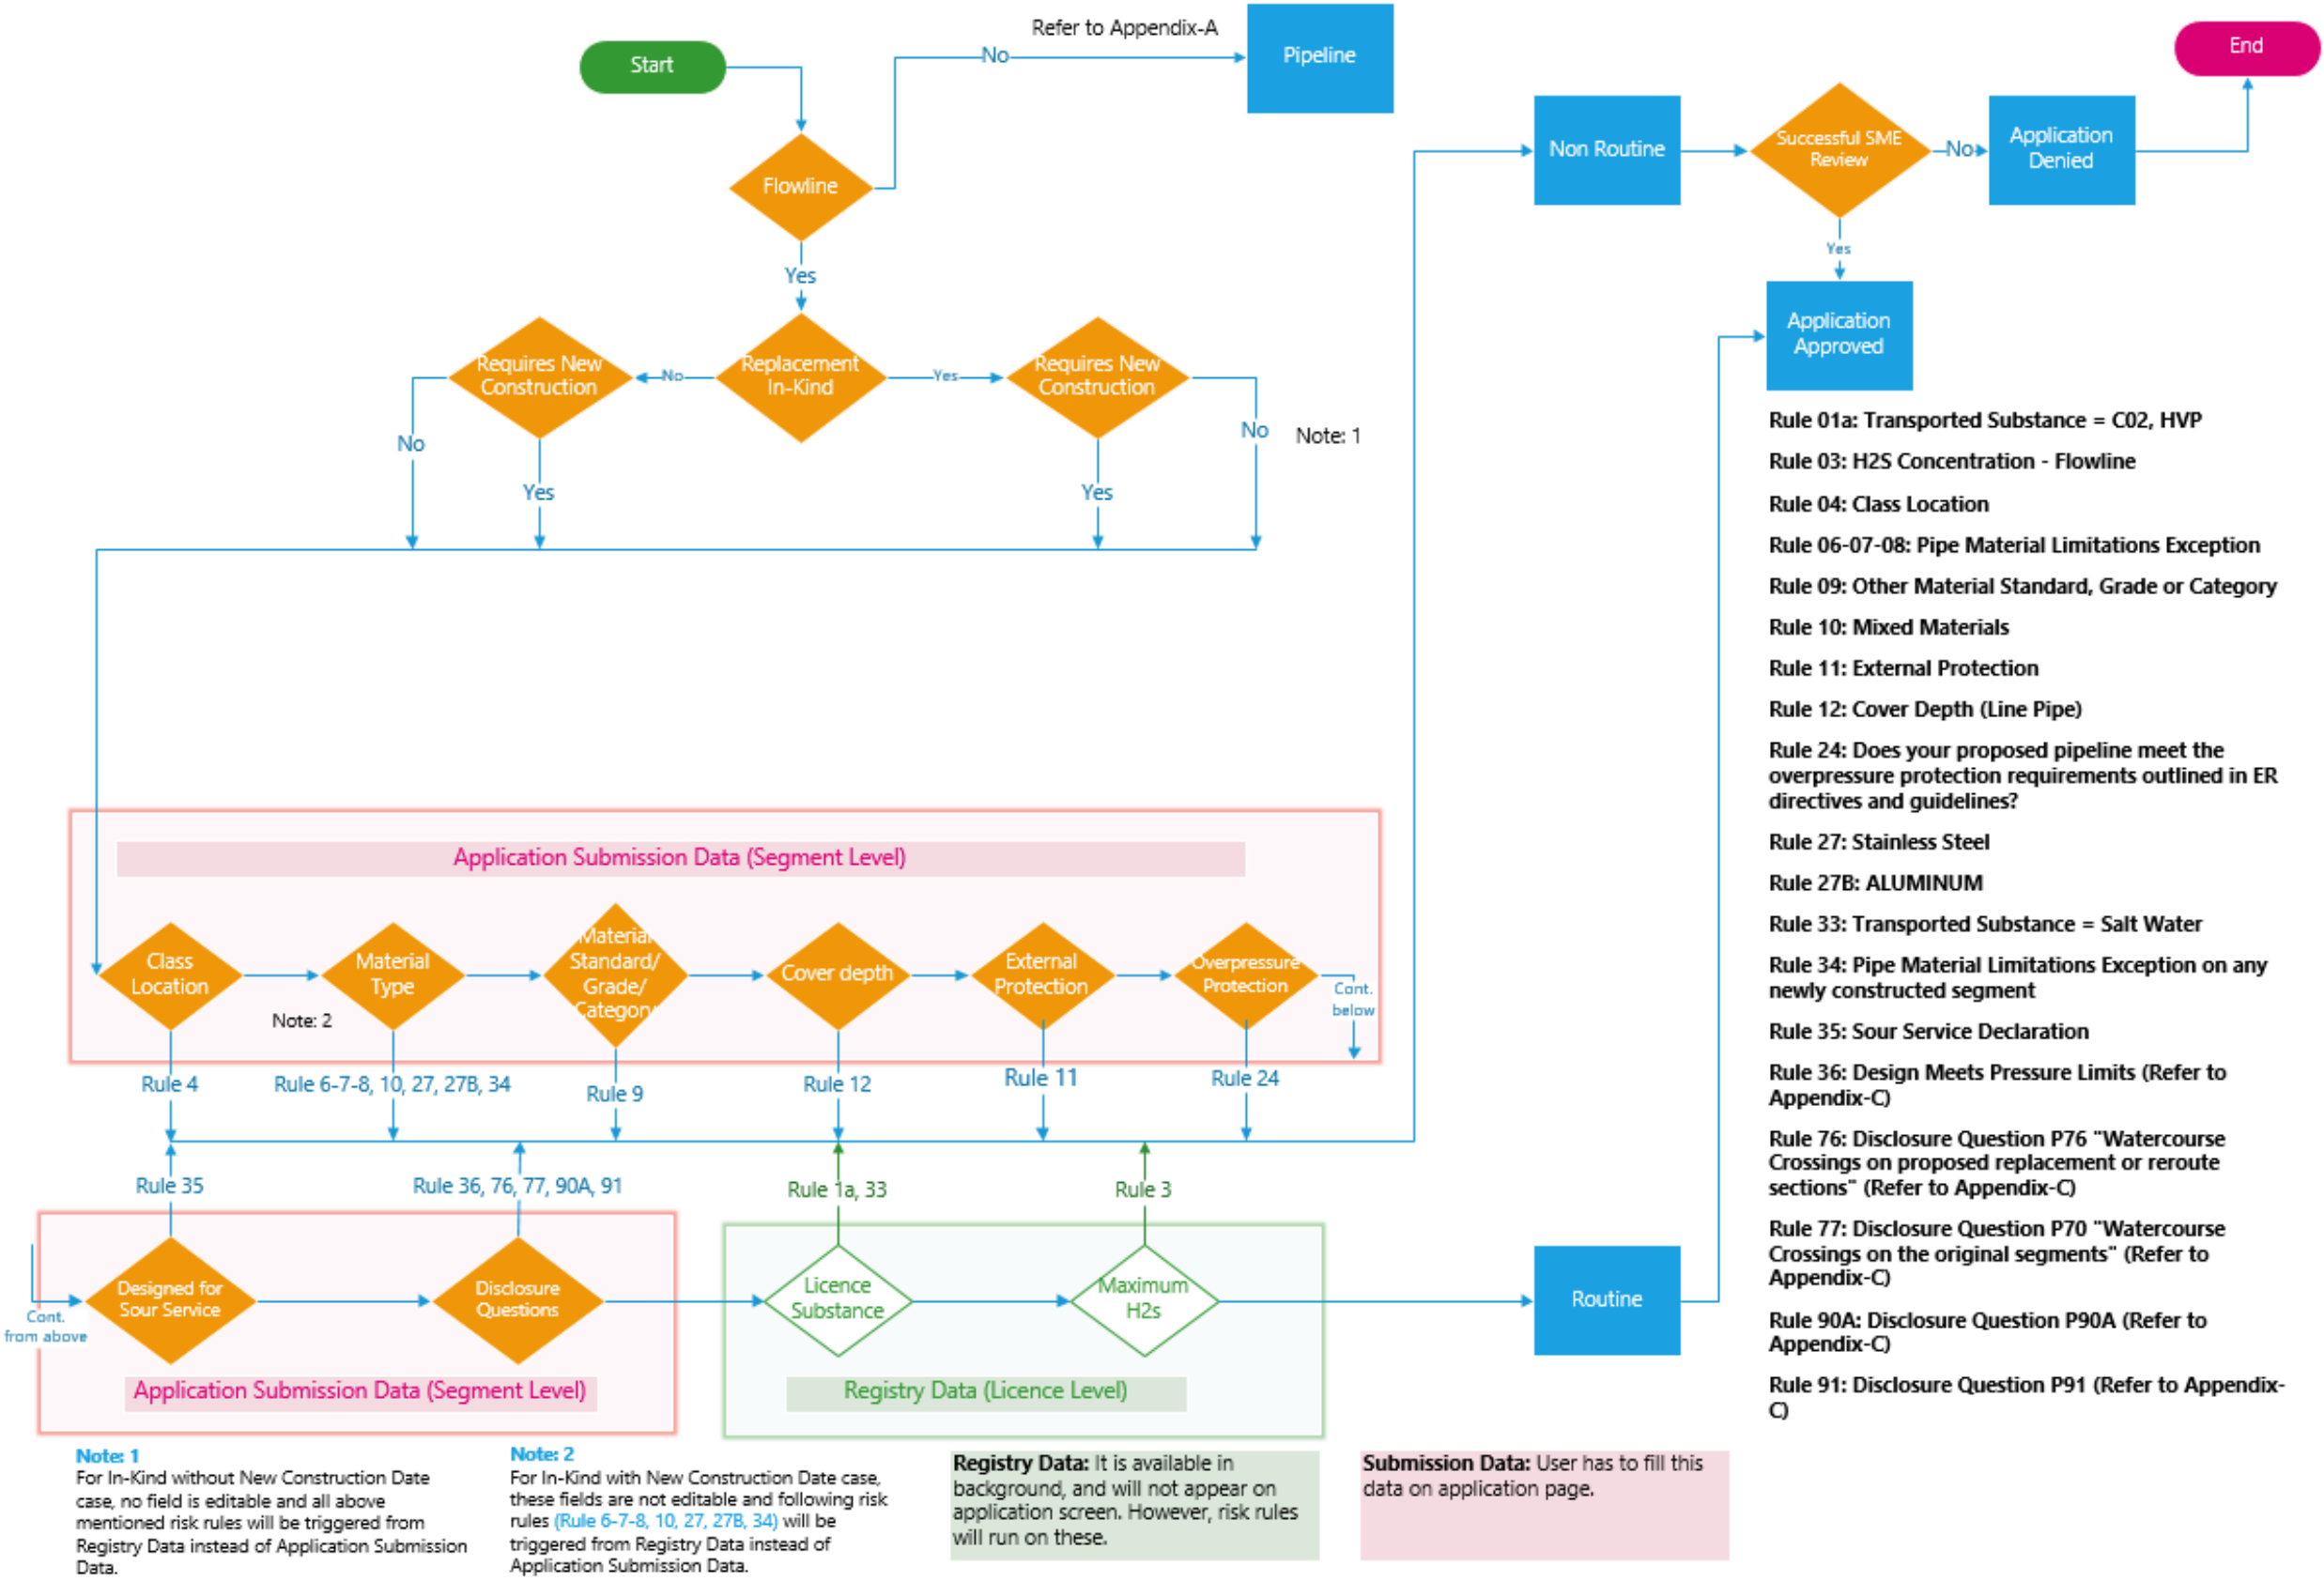 Refer to Appendix-A
Start
No
Pipeline
End
Flowline
Non Routine
Successful SME
Review
No
Application
Denied
Yes
Yes
Requires New
Construction
No
Replacement
In-Kind
Yes
Requires New
Construction
Application
Approved
No
Yes
Yes
No
Note: 1
Rule 01a: Transported Substance = C02, HVP
Rule 03: H2S Concentration - Flowline
Rule 04: Class Location
Rule 06-07-08: Pipe Material Limitations Exception
Rule 09: Other Material Standard, Grade or Category
Rule 10: Mixed Materials
Rule 11: External Protection
Rule 12: Cover Depth (Line Pipe)
Rule 24: Does your proposed pipeline meet the
overpressure protection requirements outlined in ER
directives and guidelines?
Rule 27: Stainless Steel
Rule 27B: ALUMINUM
Rule 33: Transported Substance = Salt Water
Rule 34: Pipe Material Limitations Exception on any
newly constructed segment
Rule 35: Sour Service Declaration
Rule 36: Design Meets Pressure Limits (Refer to
Appendix-C)
Rule 76: Disclosure Question P76 "Watercourse
Crossings on proposed replacement or reroute
sections" (Refer to Appendix-C)
Rule 77: Disclosure Question P70 "Watercourse
Crossings on the original segments" (Refer to
Appendix-C)
Rule 90A: Disclosure Question P90A (Refer to
Appendix-C)
Rule 91: Disclosure Question P91 (Refer to Appendix-
C)
Application Submission Data (Segment Level)
Class
Location
Material
Type
Material
Standard/
Grade/
Category
Cover depth
External
Protection
Overpressure
Protection
Cont.
below
Note: 2
Rule 4
Rule 6-7-8, 10, 27, 27B, 34
Rule 9
Rule 12
Rule 11
Rule 24
Rule 35
Rule 36, 76, 77, 90A, 91
Rule 1a, 33
Rule 3
Cont.
from above
Designed for
Sour Service
Disclosure
Questions
Licence
Substance
Maximum
H2s
Routine
Application Submission Data (Segment Level)
Registry Data (Licence Level)
Note: 1
For In-Kind without New Construction Date
case, no field is editable and all above
mentioned risk rules will be triggered from
Registry Data instead of Application Submission
Data.
Note: 2
For In-Kind with New Construction Date case,
these fields are not editable and following risk
rules (Rule 6-7-8, 10, 27, 27B, 34) will be
triggered from Registry Data instead of
Application Submission Data.
Registry Data: It is available in
background, and will not appear on
application screen. However, risk rules
will run on these.
Submission Data: User has to fill this
data on application page.